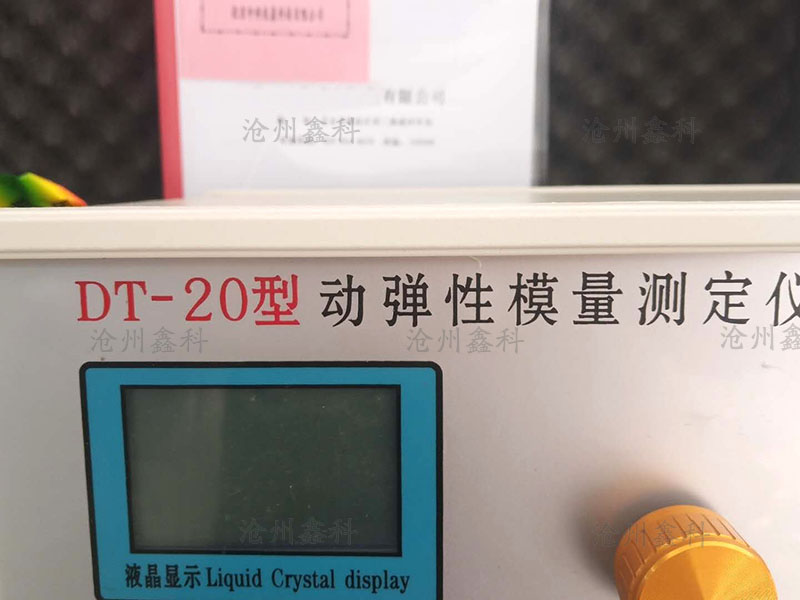 有限公司
沧州鑫科 沧州鑫科
DT-20型 动弹性模量测定仪
沧州鑫科 沧州鑫科 沧州鑫
液晶显示 Liquid Crystal display
沧州鑫科 沧州鑫科